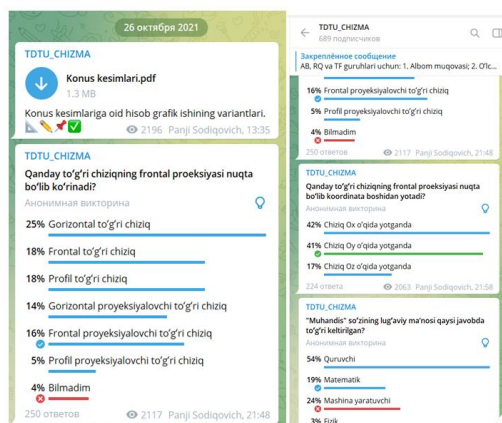 26 октября 2021
TDTU_CHIZMA
Konus kesimlari.pdf
1.3 MB
Konus kesimlariga oid hisob grafik ishining variantlari.
2196 Panji Sodiqovich, 13:35
TDTU_CHIZMA
Qanday to'g'ri chiziqning frontal proeksiyasi nuqta
bo'lib ko'rinadi?
Анонимная викторина
25% Gorizontal to'g'ri chiziq
18% Frontal to'g'ri chiziq
18% Profil to'g'ri chiziq
14% Gorizontal proyeksiyalovchi to'g'ri chiziq
16% Frontal proyeksiyalovchi to'g'ri chiziq
5% Profil proyeksiyalovchi to'g'ri chiziq
4% Bilmadim
250 ответов 2117 Panji Sodiqovich, 21:48
TDTU_CHIZMA
689 подписчиков
Закреплённое сообщение
AB, RQ va TF guruhlari uchun: 1. Albom muqovasi; 2. O'lc...
16% Frontal proyeksiyalovchi to'g'ri chiziq
5% Profil proyeksiyalovchi to'g'ri chiziq
4% Bilmadim
250 ответов 2117 Panji Sodiqovich, 21:48
TDTU_CHIZMA
Qanday to'g'ri chiziqning frontal proeksiyasi nuqta
bo'lib koordinata boshidan yotadi?
Анонимная викторина
42% Chiziq Ox o'qida yotganda
41% Chiziq Oy o'qida yotganda
17% Chiziq Oz o'qida yotganda
224 ответа 2063 Panji Sodiqovich, 21:58
TDTU_CHIZMA
"Muhandis" so'zining lug'aviy ma'nosi qaysi javobda
to'g'ri keltirilgan?
Анонимная викторина
54% Quruvchi
19% Matematik
24% Mashina yaratuvchi
3% Fizik